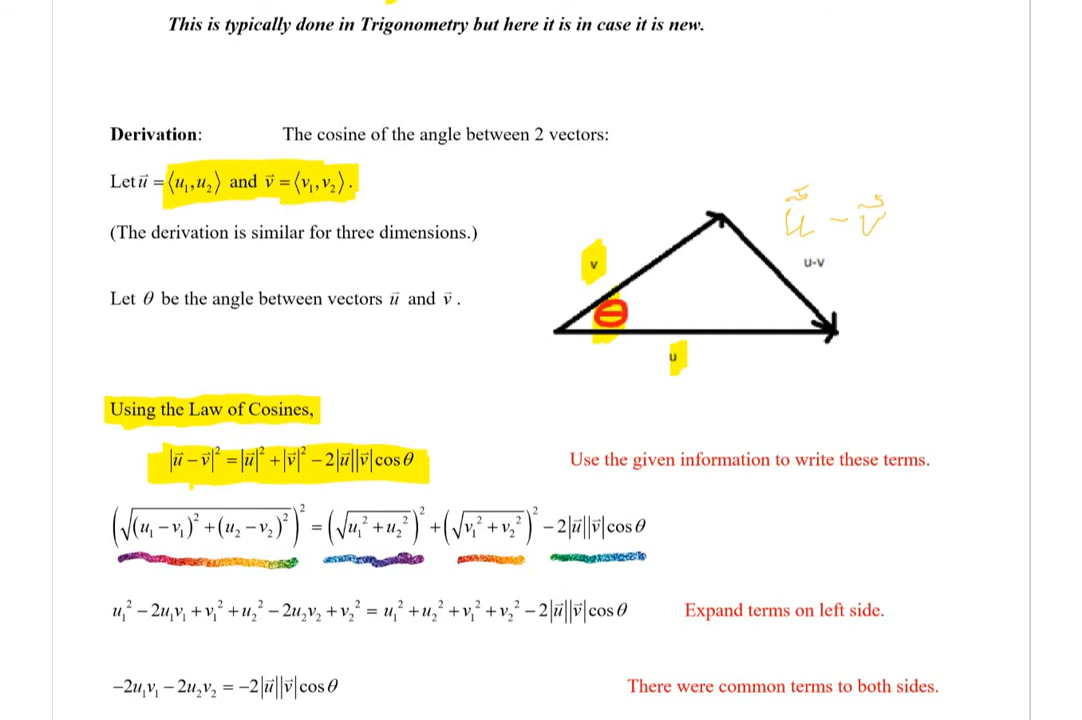 This is typically done in Trigonometry but here it is in case it is new.
Derivation: The cosine of the angle between 2 vectors:
Let u⃗ = ⟨u₁, u₂⟩ and v⃗ = ⟨v₁, v₂⟩.
(The derivation is similar for three dimensions.)
u⃗ − v⃗
v
u-v
Let θ be the angle between vectors u⃗ and v⃗.
θ
u
Using the Law of Cosines,
|u⃗ − v⃗|² = |u⃗|² + |v⃗|² − 2|u⃗||v⃗|cos θ Use the given information to write these terms.
(√((u₁ − v₁)² + (u₂ − v₂)²))² = (√(u₁² + u₂²))² + (√(v₁² + v₂²))² − 2|u⃗||v⃗|cos θ
u₁² − 2u₁v₁ + v₁² + u₂² − 2u₂v₂ + v₂² = u₁² + u₂² + v₁² + v₂² − 2|u⃗||v⃗|cos θ Expand terms on left side.
−2u₁v₁ − 2u₂v₂ = −2|u⃗||v⃗|cos θ There were common terms to both sides.